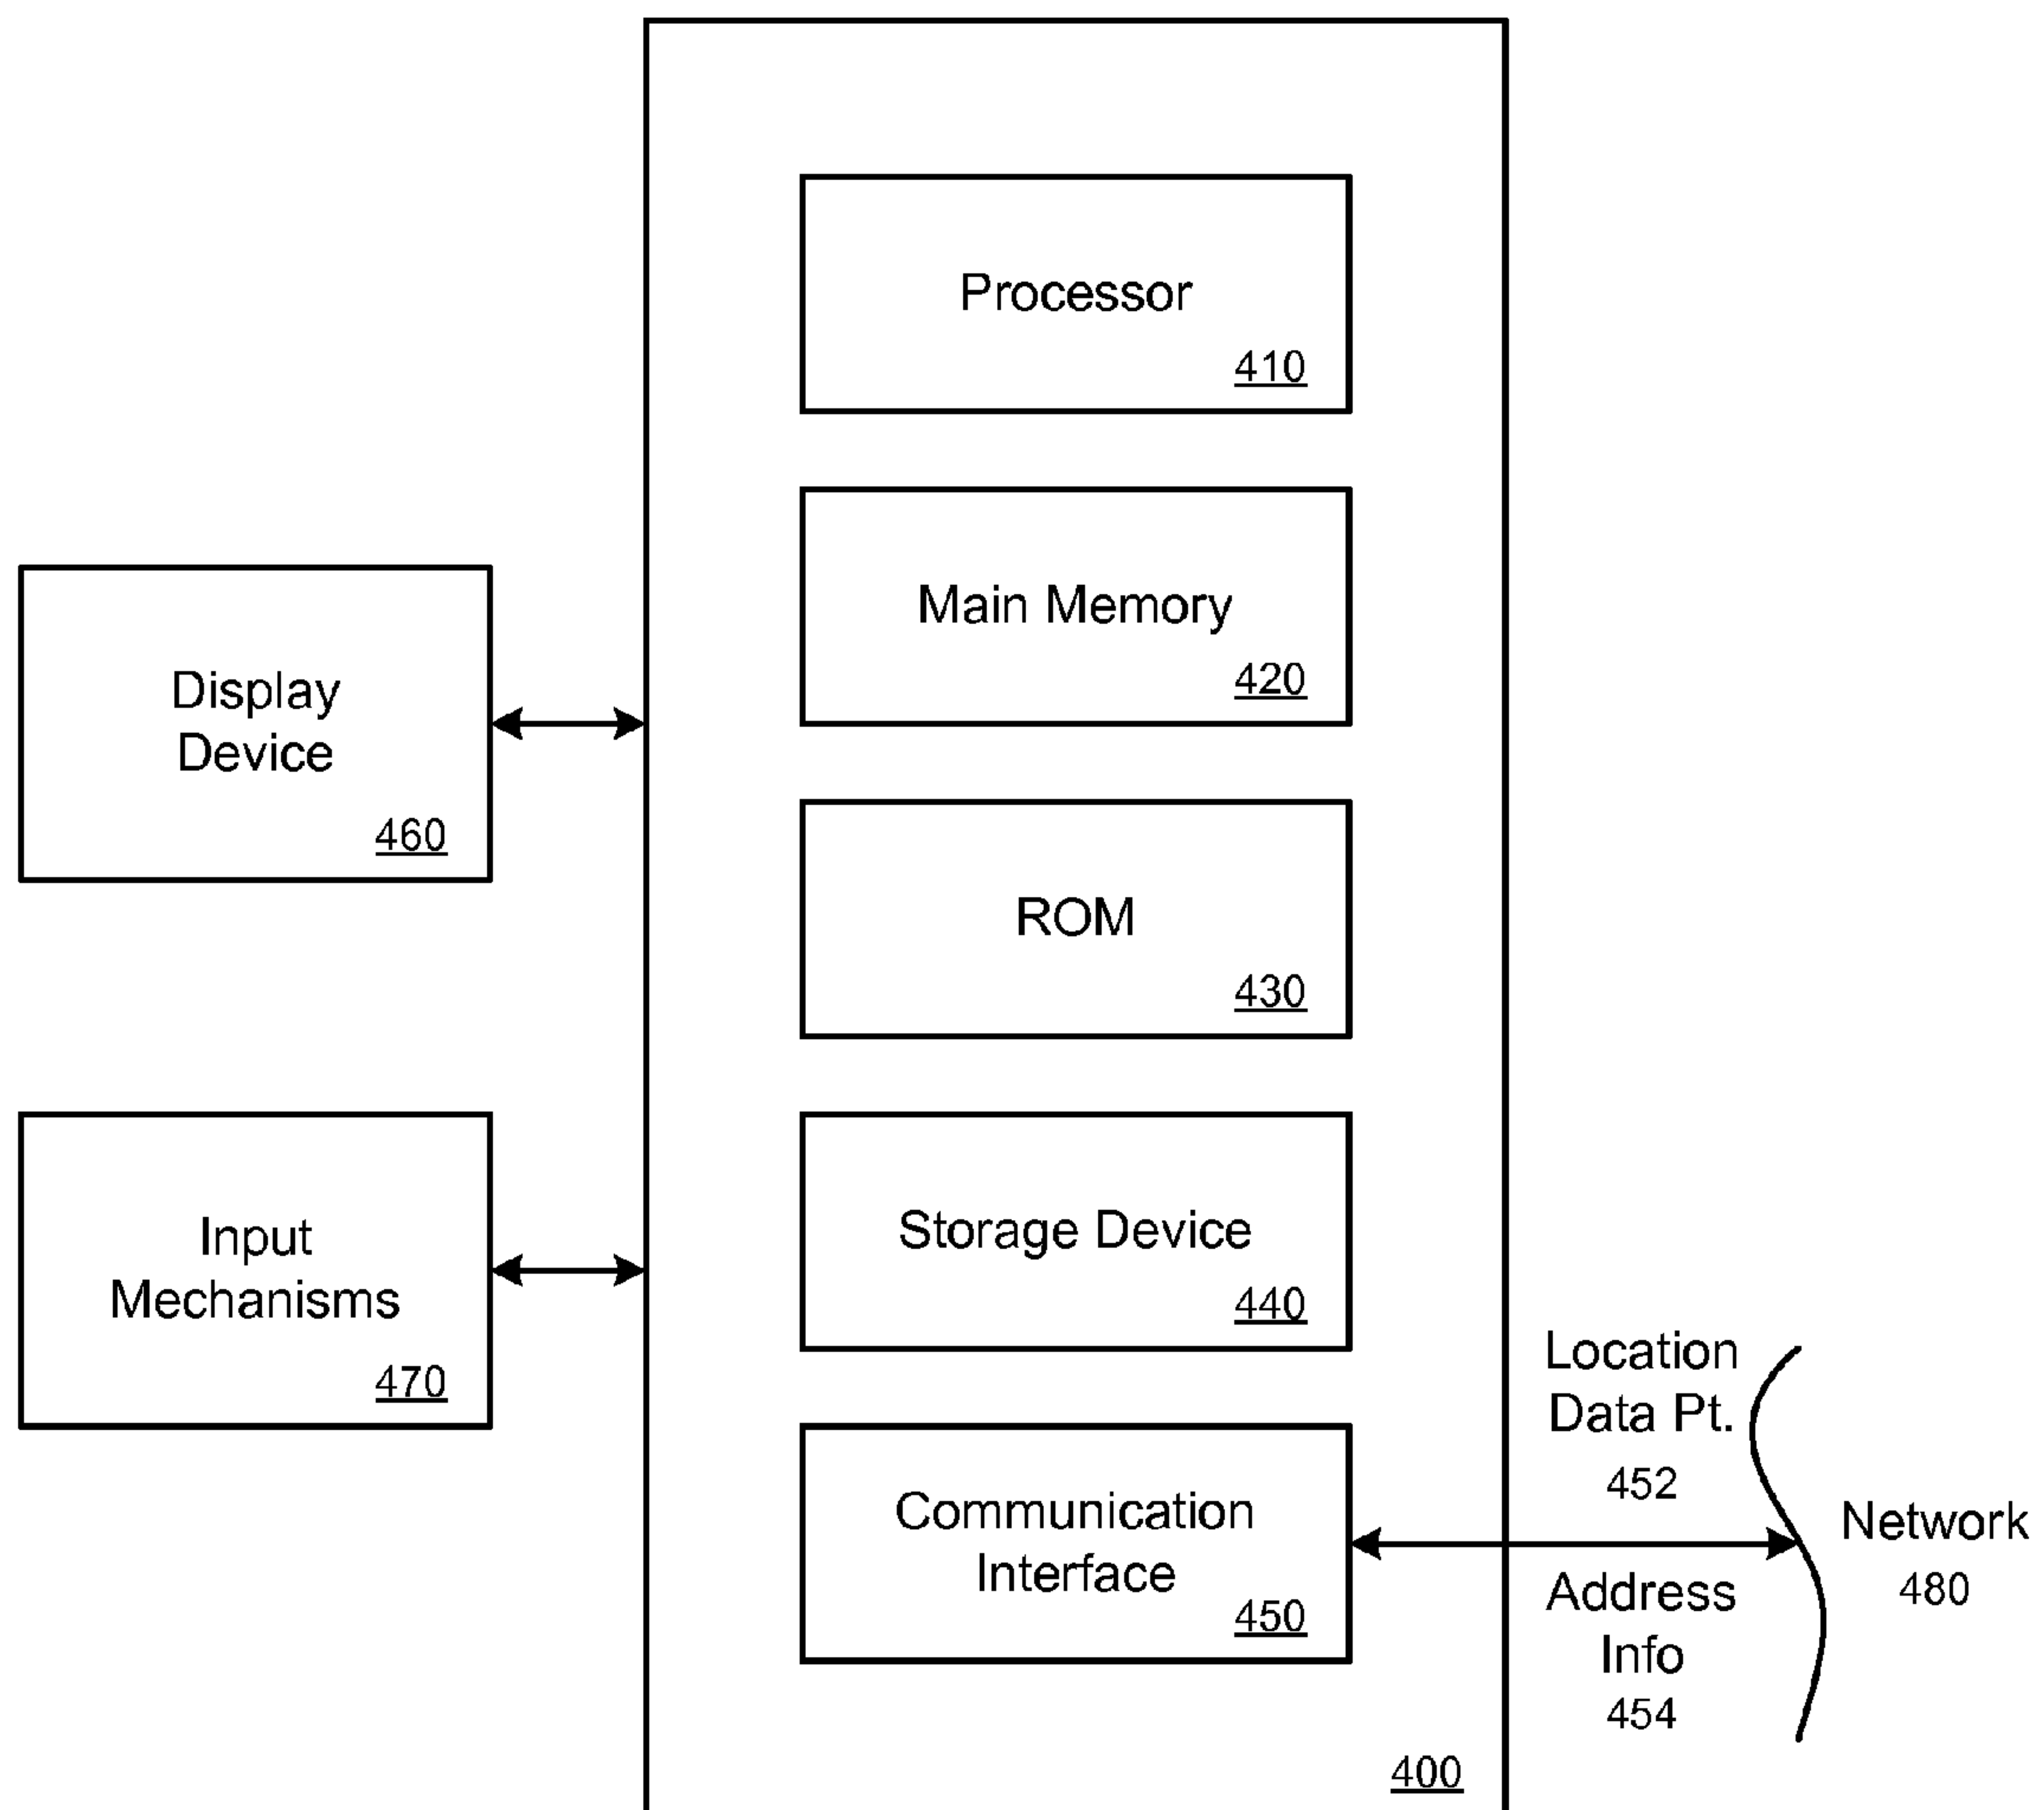 Processor
410
Main Memory
420
Display
Device
460
ROM
430
Storage Device
440
Input
Mechanisms
470
Communication
Interface
450
Location
Data Pt.
452
Address
Info
454
Network
480
400